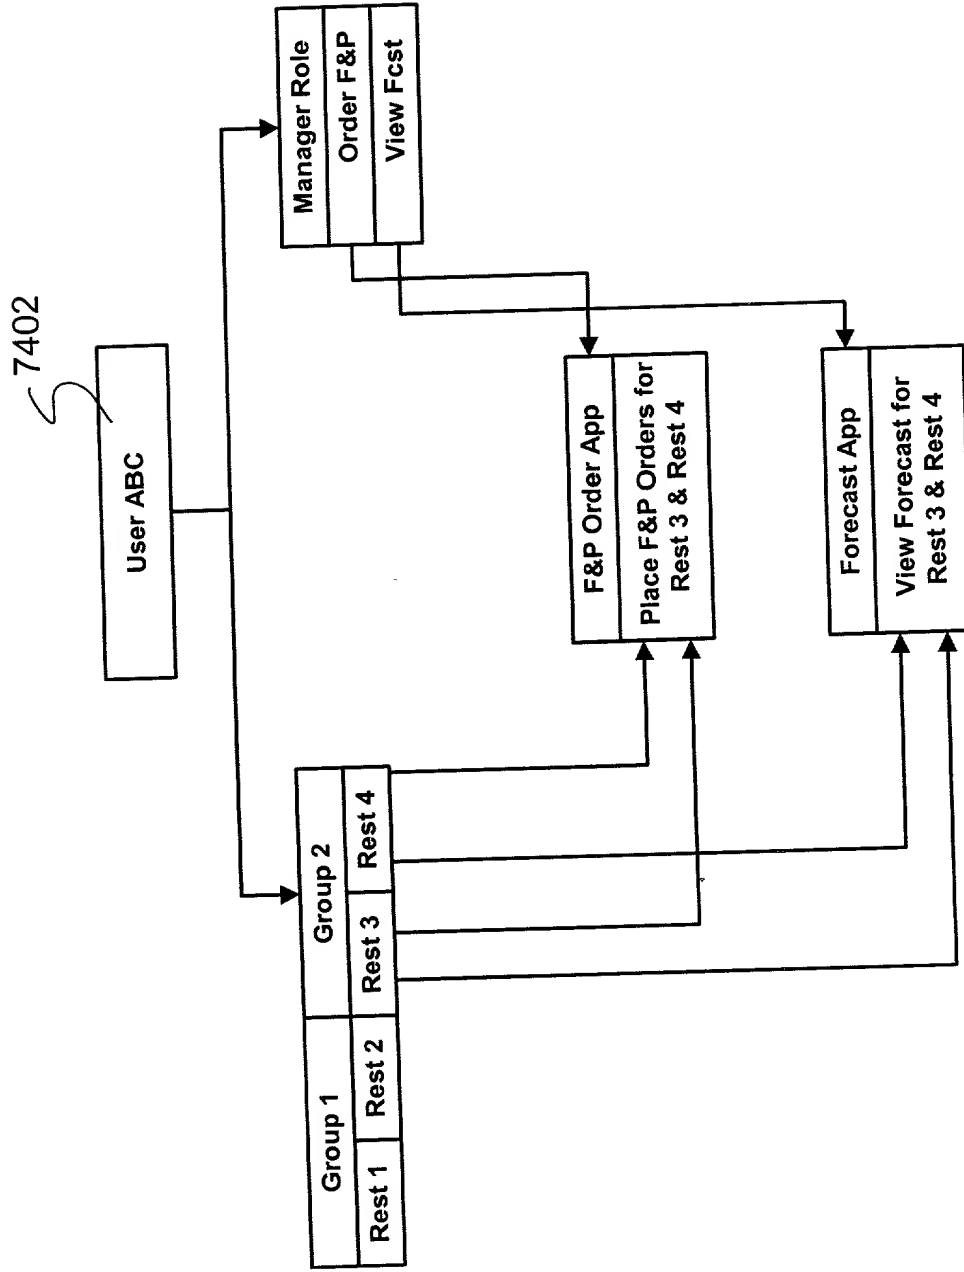 7402
User ABC
Group 1
Group 2
Rest 1
Rest 2
Rest 3
Rest 4
Manager Role
Order F&P
View Fcst
F&P Order App
Place F&P Orders for
Rest 3 & Rest 4
Forecast App
View Forecast for
Rest 3 & Rest 4